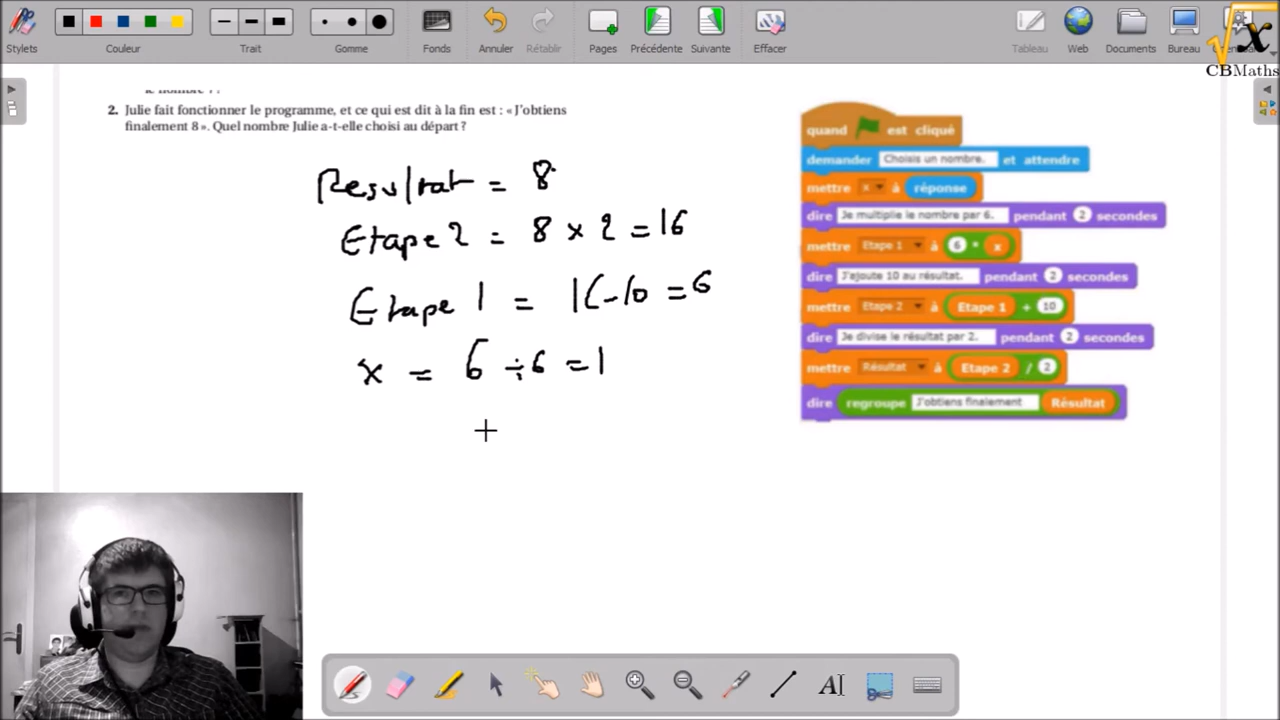 Stylets
Couleur
Trait
Gomme
Fonds
Annuler
Rétablir
Pages
Précédente
Suivante
Effacer
Tableau
Web
Documents
Bureau
CBMaths
2. Julie fait fonctionner le programme, et ce qui est dit à la fin est : « J'obtiens
finalement 8 ». Quel nombre Julie a-t-elle choisi au départ ?
Resultat = 8
Etape 2 = 8 × 2 = 16
Etape 1 = 16-10 = 6
x = 6 ÷ 6 = 1
quand est cliqué
demander Choisis un nombre. et attendre
mettre x à réponse
dire Je multiplie le nombre par 6. pendant 2 secondes
mettre Etape 1 à 6 * x
dire J'ajoute 10 au résultat. pendant 2 secondes
mettre Etape 2 à Etape 1 + 10
dire Je divise le résultat par 2. pendant 2 secondes
mettre Résultat à Etape 2 / 2
dire regroupe J'obtiens finalement Résultat